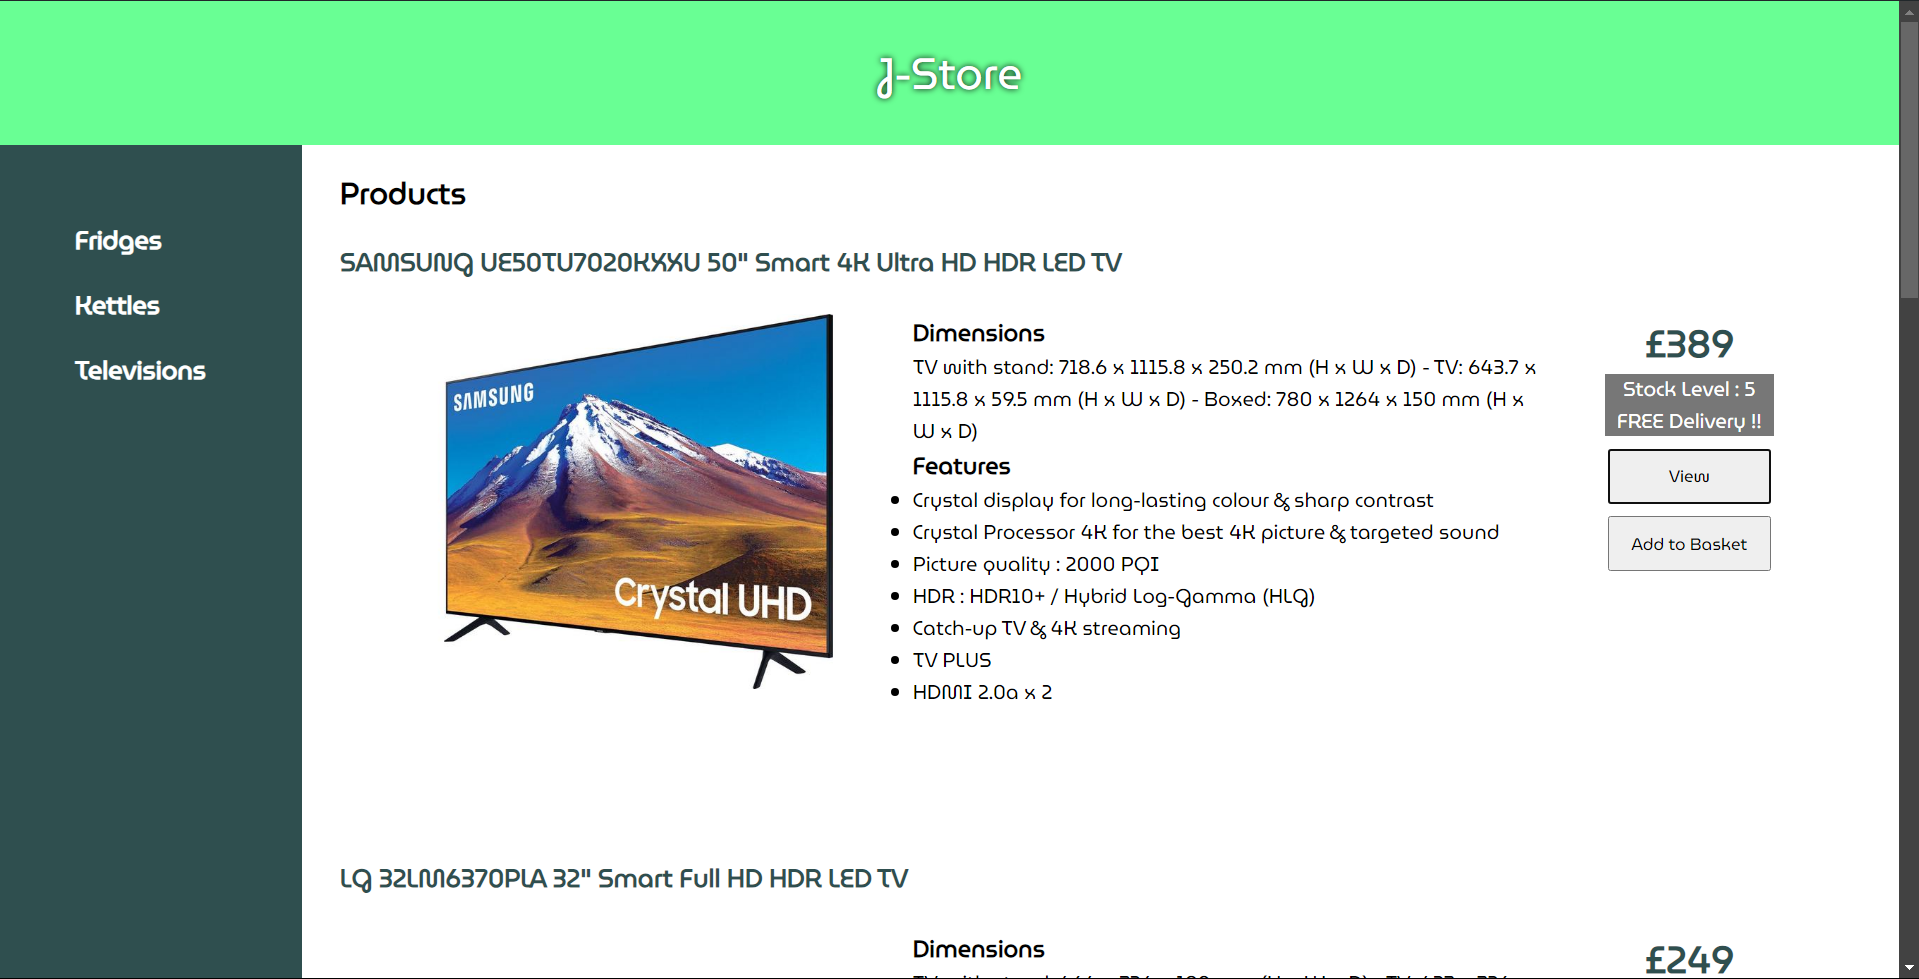 J-Store
Fridges
Kettles
Televisions
Products
SAMSUNG UE50TU7020KXXU 50" Smart 4K Ultra HD HDR LED TV
SAMSUNG
Crystal UHD
Dimensions
TV with stand: 718.6 x 1115.8 x 250.2 mm (H x W x D) - TV: 643.7 x
1115.8 x 59.5 mm (H x W x D) - Boxed: 780 x 1264 x 150 mm (H x
W x D)
Features
Crystal display for long-lasting colour & sharp contrast
Crystal Processor 4K for the best 4K picture & targeted sound
Picture quality : 2000 PQI
HDR : HDR10+ / Hybrid Log-Gamma (HLG)
Catch-up TV & 4K streaming
TV PLUS
HDMI 2.0a x 2
£389
Stock Level : 5
FREE Delivery !!
View
Add to Basket
LG 32LM6370PLA 32" Smart Full HD HDR LED TV
Dimensions
£249